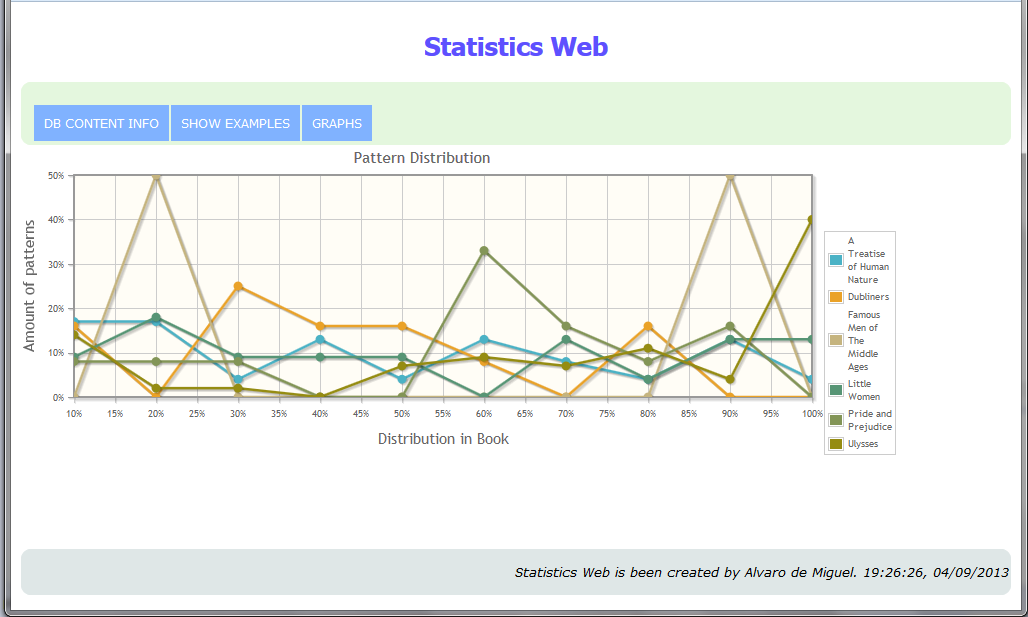 Statistics Web
DB CONTENT INFO SHOW EXAMPLES GRAPHS
Pattern Distribution
Amount of patterns
50%
40%
30%
20%
10%
0%
10% 15% 20% 25% 30% 35% 40% 45% 50% 55% 60% 65% 70% 75% 80% 85% 90% 95% 100%
Distribution in Book
A
Treatise
of Human
Nature
Dubliners
Famous
Men of
The
Middle
Ages
Little
Women
Pride and
Prejudice
Ulysses
Statistics Web is been created by Alvaro de Miguel. 19:26:26, 04/09/2013